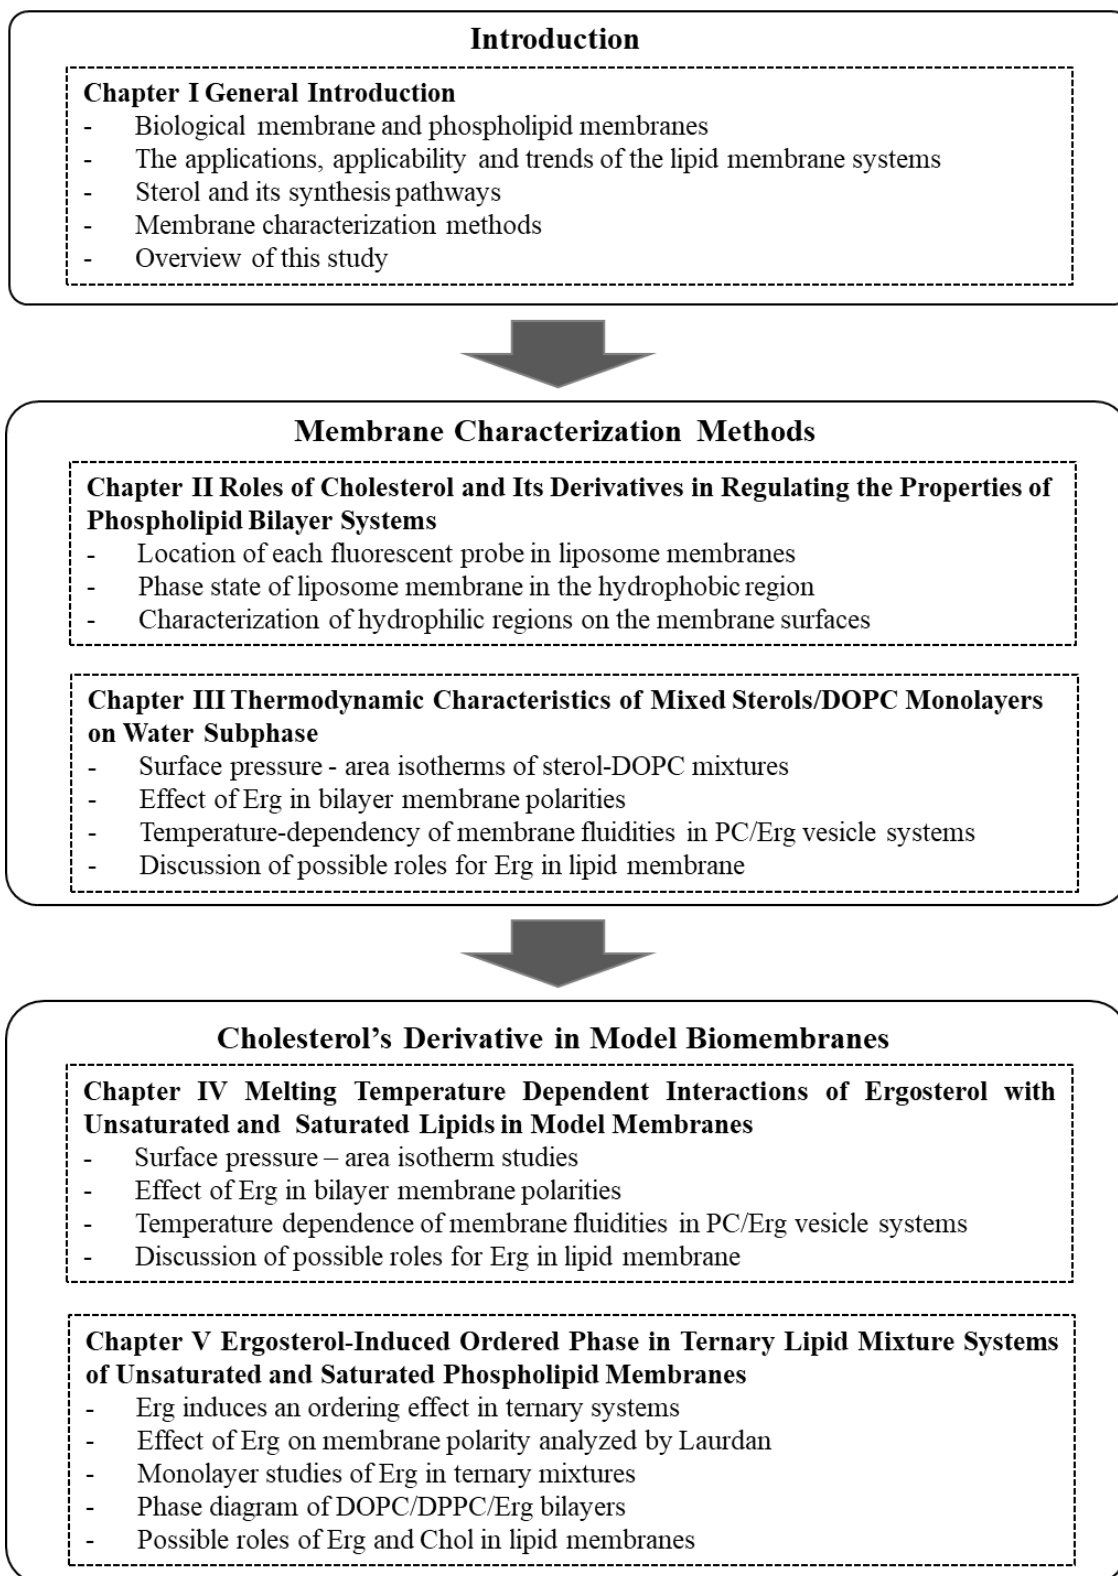 Introduction
Chapter I General Introduction
- Biological membrane and phospholipid membranes
- The applications, applicability and trends of the lipid membrane systems
- Sterol and its synthesis pathways
- Membrane characterization methods
- Overview of this study
Membrane Characterization Methods
Chapter II Roles of Cholesterol and Its Derivatives in Regulating the Properties of
Phospholipid Bilayer Systems
- Location of each fluorescent probe in liposome membranes
- Phase state of liposome membrane in the hydrophobic region
- Characterization of hydrophilic regions on the membrane surfaces
Chapter III Thermodynamic Characteristics of Mixed Sterols/DOPC Monolayers
on Water Subphase
- Surface pressure - area isotherms of sterol-DOPC mixtures
- Effect of Erg in bilayer membrane polarities
- Temperature-dependency of membrane fluidities in PC/Erg vesicle systems
- Discussion of possible roles for Erg in lipid membrane
Cholesterol's Derivative in Model Biomembranes
Chapter IV Melting Temperature Dependent Interactions of Ergosterol with
Unsaturated and Saturated Lipids in Model Membranes
- Surface pressure – area isotherm studies
- Effect of Erg in bilayer membrane polarities
- Temperature dependence of membrane fluidities in PC/Erg vesicle systems
- Discussion of possible roles for Erg in lipid membrane
Chapter V Ergosterol-Induced Ordered Phase in Ternary Lipid Mixture Systems
of Unsaturated and Saturated Phospholipid Membranes
- Erg induces an ordering effect in ternary systems
- Effect of Erg on membrane polarity analyzed by Laurdan
- Monolayer studies of Erg in ternary mixtures
- Phase diagram of DOPC/DPPC/Erg bilayers
- Possible roles of Erg and Chol in lipid membranes